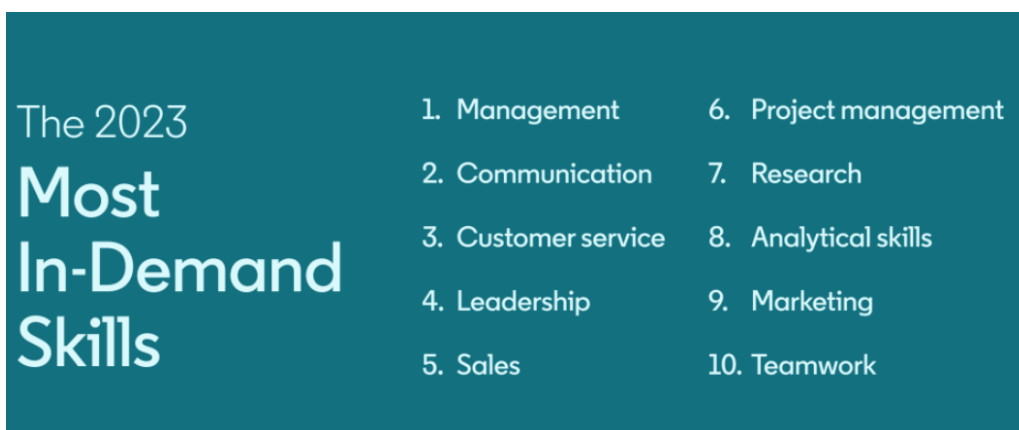 The 2023
Most
In-Demand
Skills
1. Management
2. Communication
3. Customer service
4. Leadership
5. Sales
6. Project management
7. Research
8. Analytical skills
9. Marketing
10. Teamwork